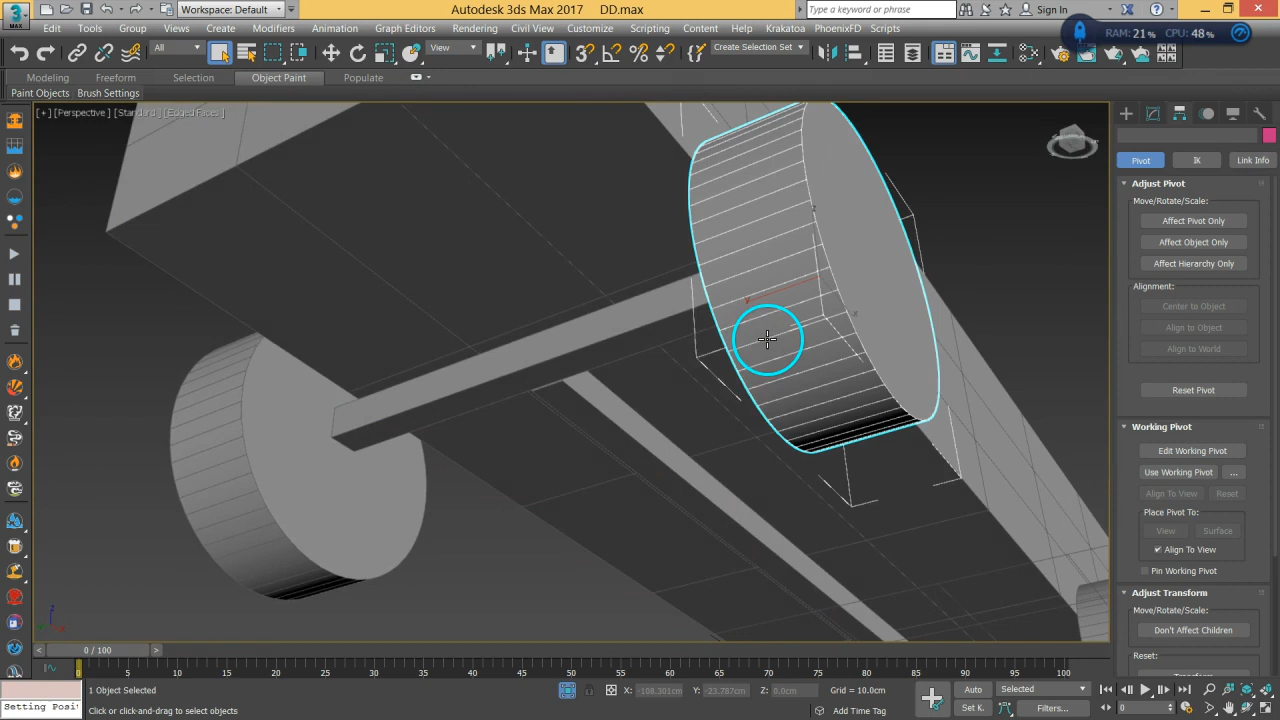 3 MAX
Workspace: Default
Autodesk 3ds Max 2017 DD.max
Type a keyword or phrase
Sign In
Edit Tools Group Views Create Modifiers Animation Graph Editors Rendering Civil View Customize Scripting Content Help Krakatoa PhoenixFD Scripts
RAM: 21% CPU: 48%
All
View
Create Selection Set
Modeling Freeform Selection Object Paint Populate
Paint Objects Brush Settings
[+] [Perspective] [Standard] [Edged Faces]
z
y
x
z
x
Pivot IK Link Info
Adjust Pivot
Move/Rotate/Scale:
Affect Pivot Only
Affect Object Only
Affect Hierarchy Only
Alignment:
Center to Object
Align to Object
Align to World
Reset Pivot
Working Pivot
Edit Working Pivot
Use Working Pivot ...
Align To View Reset
Place Pivot To:
View Surface
Align To View
Pin Working Pivot
Adjust Transform
Move/Rotate/Scale:
Don't Affect Children
Reset:
Transform
< 0 / 100 >
0 5 10 15 20 25 30 35 40 45 50 55 60 65 70 75 80 85 90 95 100
1 Object Selected
X: -108.301cm Y: -23.787cm Z: 0.0cm Grid = 10.0cm
Auto Selected
Setting Posi
Click or click-and-drag to select objects
Add Time Tag
Set K. Filters...
0